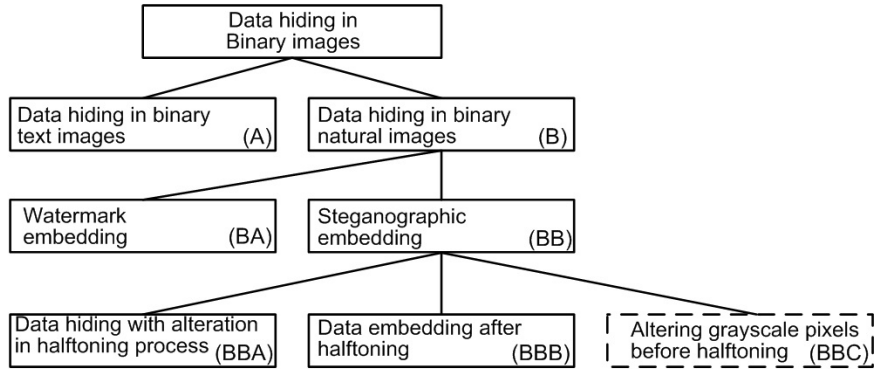 Data hiding in
Binary images
Data hiding in binary
text images (A)
Data hiding in binary
natural images (B)
Watermark
embedding (BA)
Steganographic
embedding (BB)
Data hiding with alteration
in halftoning process (BBA)
Data embedding after
halftoning (BBB)
Altering grayscale pixels
before halftoning (BBC)